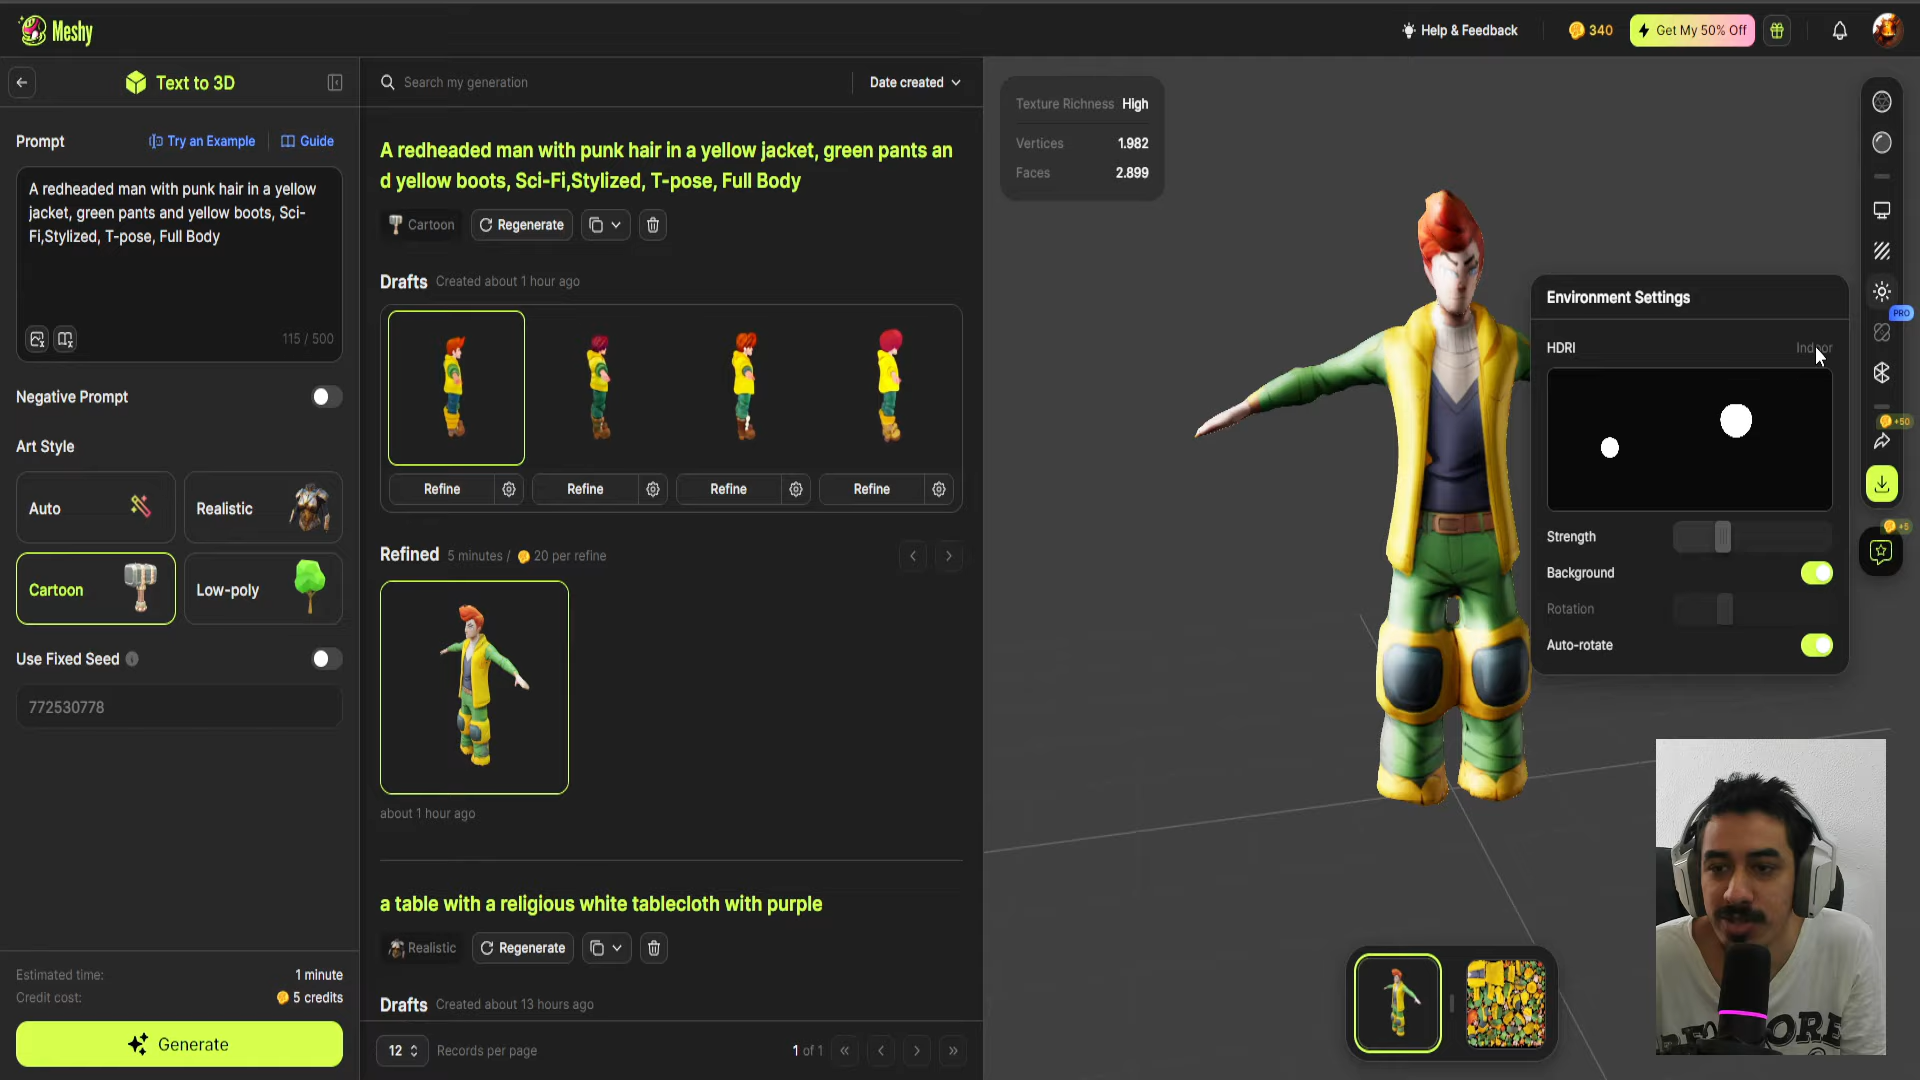 Meshy
Help & Feedback
340
Get My 50% Off
Text to 3D
Search my generation
Date created
Prompt
Try an Example
Guide
A redheaded man with punk hair in a yellow
jacket, green pants and yellow boots, Sci-
Fi,Stylized, T-pose, Full Body
115 / 500
Negative Prompt
Art Style
Auto
Realistic
Cartoon
Low-poly
Use Fixed Seed
772530778
Estimated time:
1 minute
Credit cost:
5 credits
Generate
A redheaded man with punk hair in a yellow jacket, green pants an
d yellow boots, Sci-Fi,Stylized, T-pose, Full Body
Cartoon
Regenerate
Drafts
Created about 1 hour ago
Refine
Refine
Refine
Refine
Refined
5 minutes /
20 per refine
about 1 hour ago
a table with a religious white tablecloth with purple
Realistic
Regenerate
Drafts
Created about 13 hours ago
12
Records per page
1 of 1
Texture Richness High
Vertices 1.982
Faces 2.899
Environment Settings
HDRI
Indoor
Strength
Background
Rotation
Auto-rotate
PRO
+50
+5